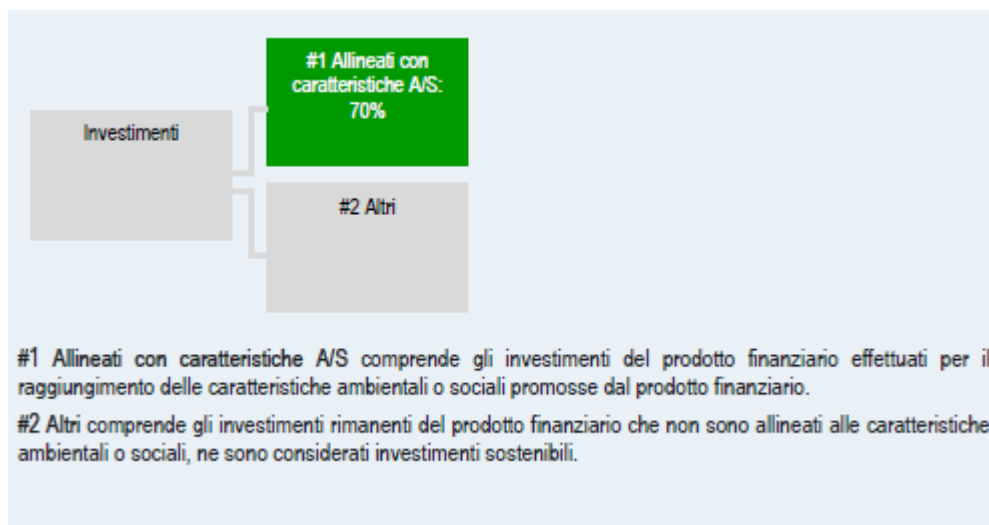 #1 Allineati con
caratteristiche A/S:
70%
Investimenti
#2 Altri
#1 Allineati con caratteristiche A/S comprende gli investimenti del prodotto finanziario effettuati per il
raggiungimento delle caratteristiche ambientali o sociali promosse dal prodotto finanziario.
#2 Altri comprende gli investimenti rimanenti del prodotto finanziario che non sono allineati alle caratteristiche
ambientali o sociali, ne sono considerati investimenti sostenibili.